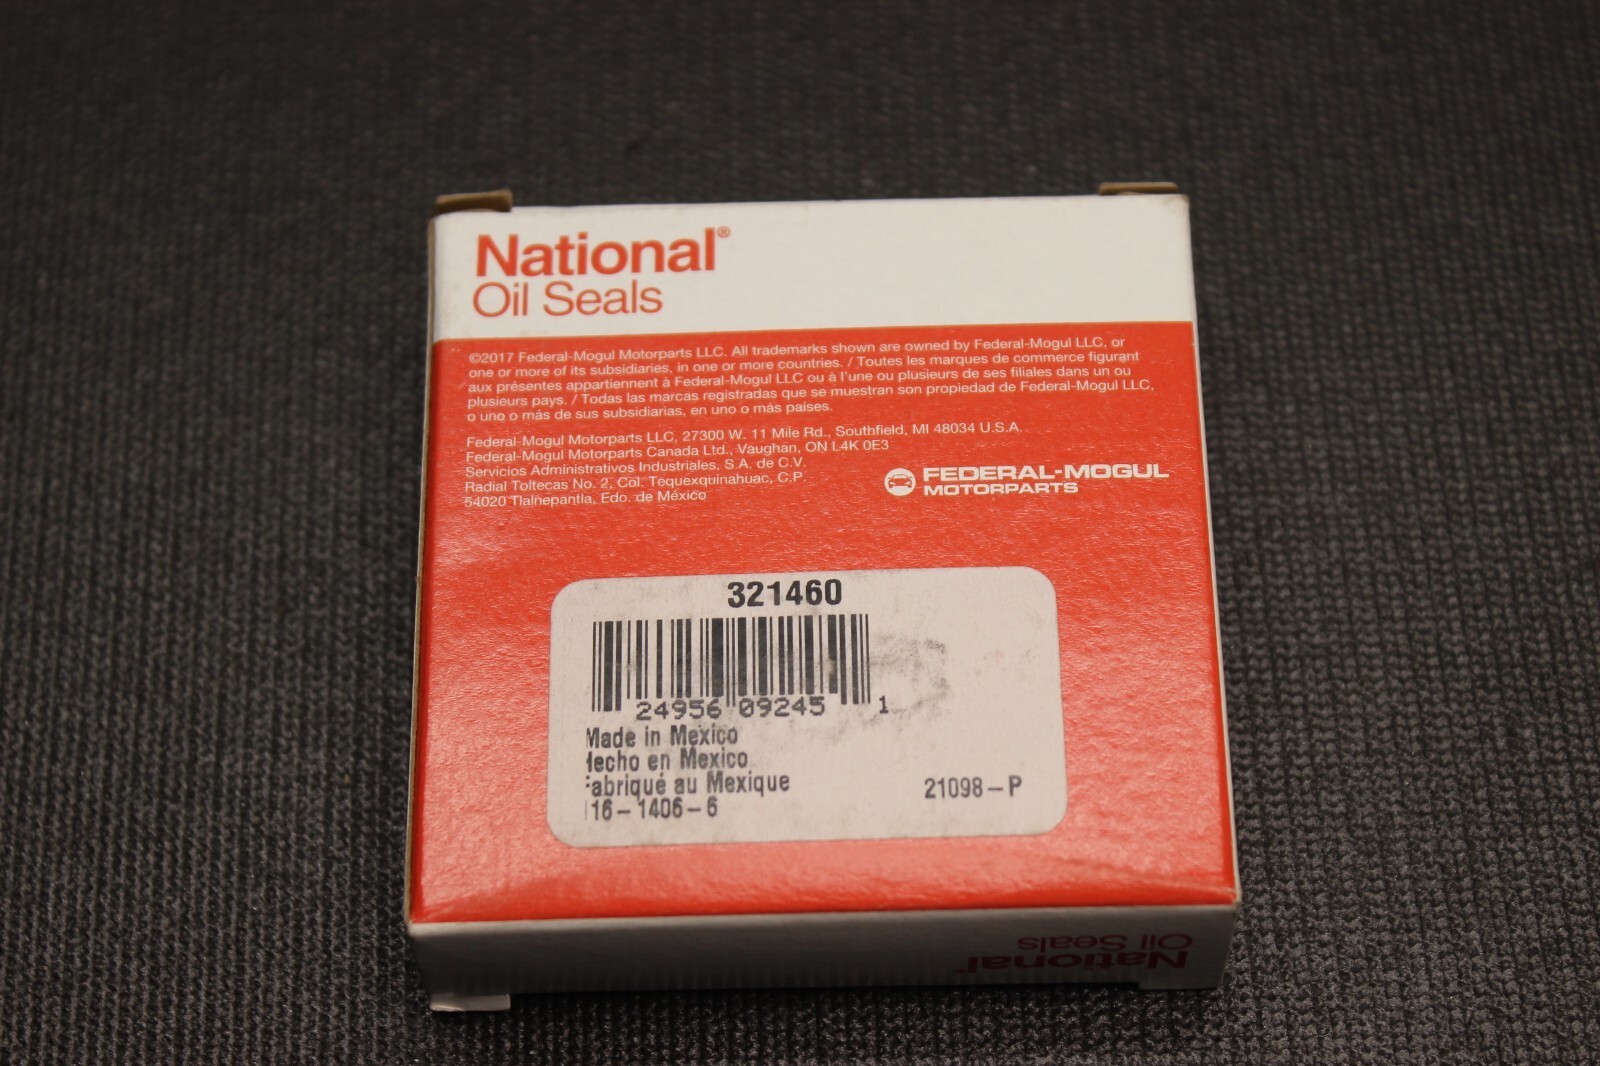 National®
Oil Seals
©2017 Federal-Mogul Motorparts LLC. All trademarks shown are owned by Federal-Mogul LLC, or
one or more of its subsidiaries, in one or more countries. / Toutes les marques de commerce figurant
aux présentes appartiennent à Federal-Mogul LLC ou à l'une ou plusieurs de ses filiales dans un ou
plusieurs pays. / Todas las marcas registradas que se muestran son propiedad de Federal-Mogul LLC,
o uno o más de sus subsidiarias, en uno o más países.
Federal-Mogul Motorparts LLC, 27300 W. 11 Mile Rd., Southfield, MI 48034 U.S.A.
Federal-Mogul Motorparts Canada Ltd., Vaughan, ON L4K 0E3
Servicios Administrativos Industriales, S.A. de C.V.
Radial Toltecas No. 2, Col. Tequexquinahuac, C.P.
54020 Tlalnepantla, Edo. de México
FEDERAL-MOGUL
MOTORPARTS
321460
24956 09245 1
Made in Mexico
Hecho en Mexico
Fabriqué au Mexique
116-1406-6
21098-P
National
Oil Seals